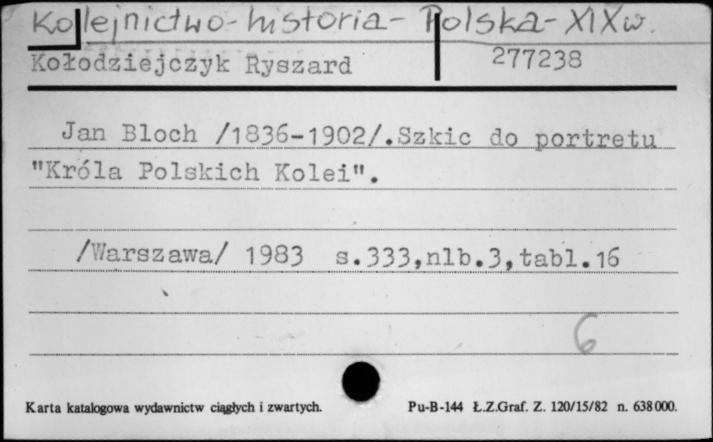 Kolejnictwo - historia - Polska - XIX w.
Kołodziejczyk Ryszard 277238
Jan Bloch /1836-1902/.Szkic do portretu
"Króla Polskich Kolei".
/Warszawa/ 1983 s.333,nlb.3,tabl.16
6
Karta katalogowa wydawnictw ciągłych i zwartych. Pu-B-144 Ł.Z.Graf. Z. 120/15/82 n. 638000.